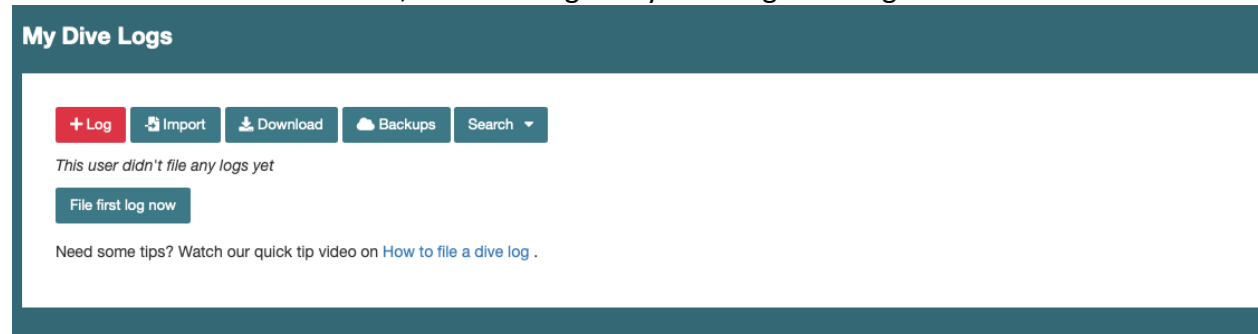 My Dive Logs
+ Log Import Download Backups Search
This user didn't file any logs yet
File first log now
Need some tips? Watch our quick tip video on How to file a dive log .